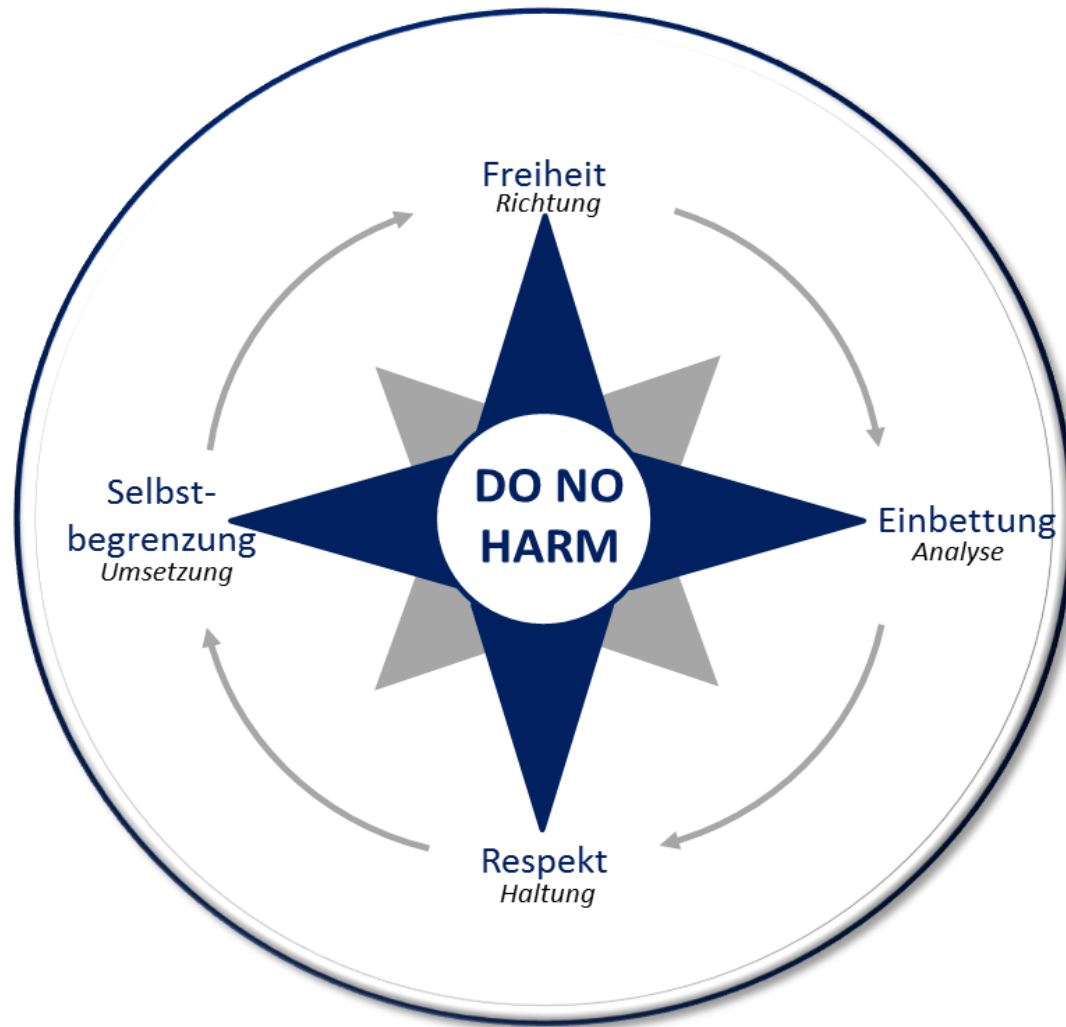 Freiheit
Richtung
Selbst-
begrenzung
Umsetzung
DO NO
HARM
Einbettung
Analyse
Respekt
Haltung